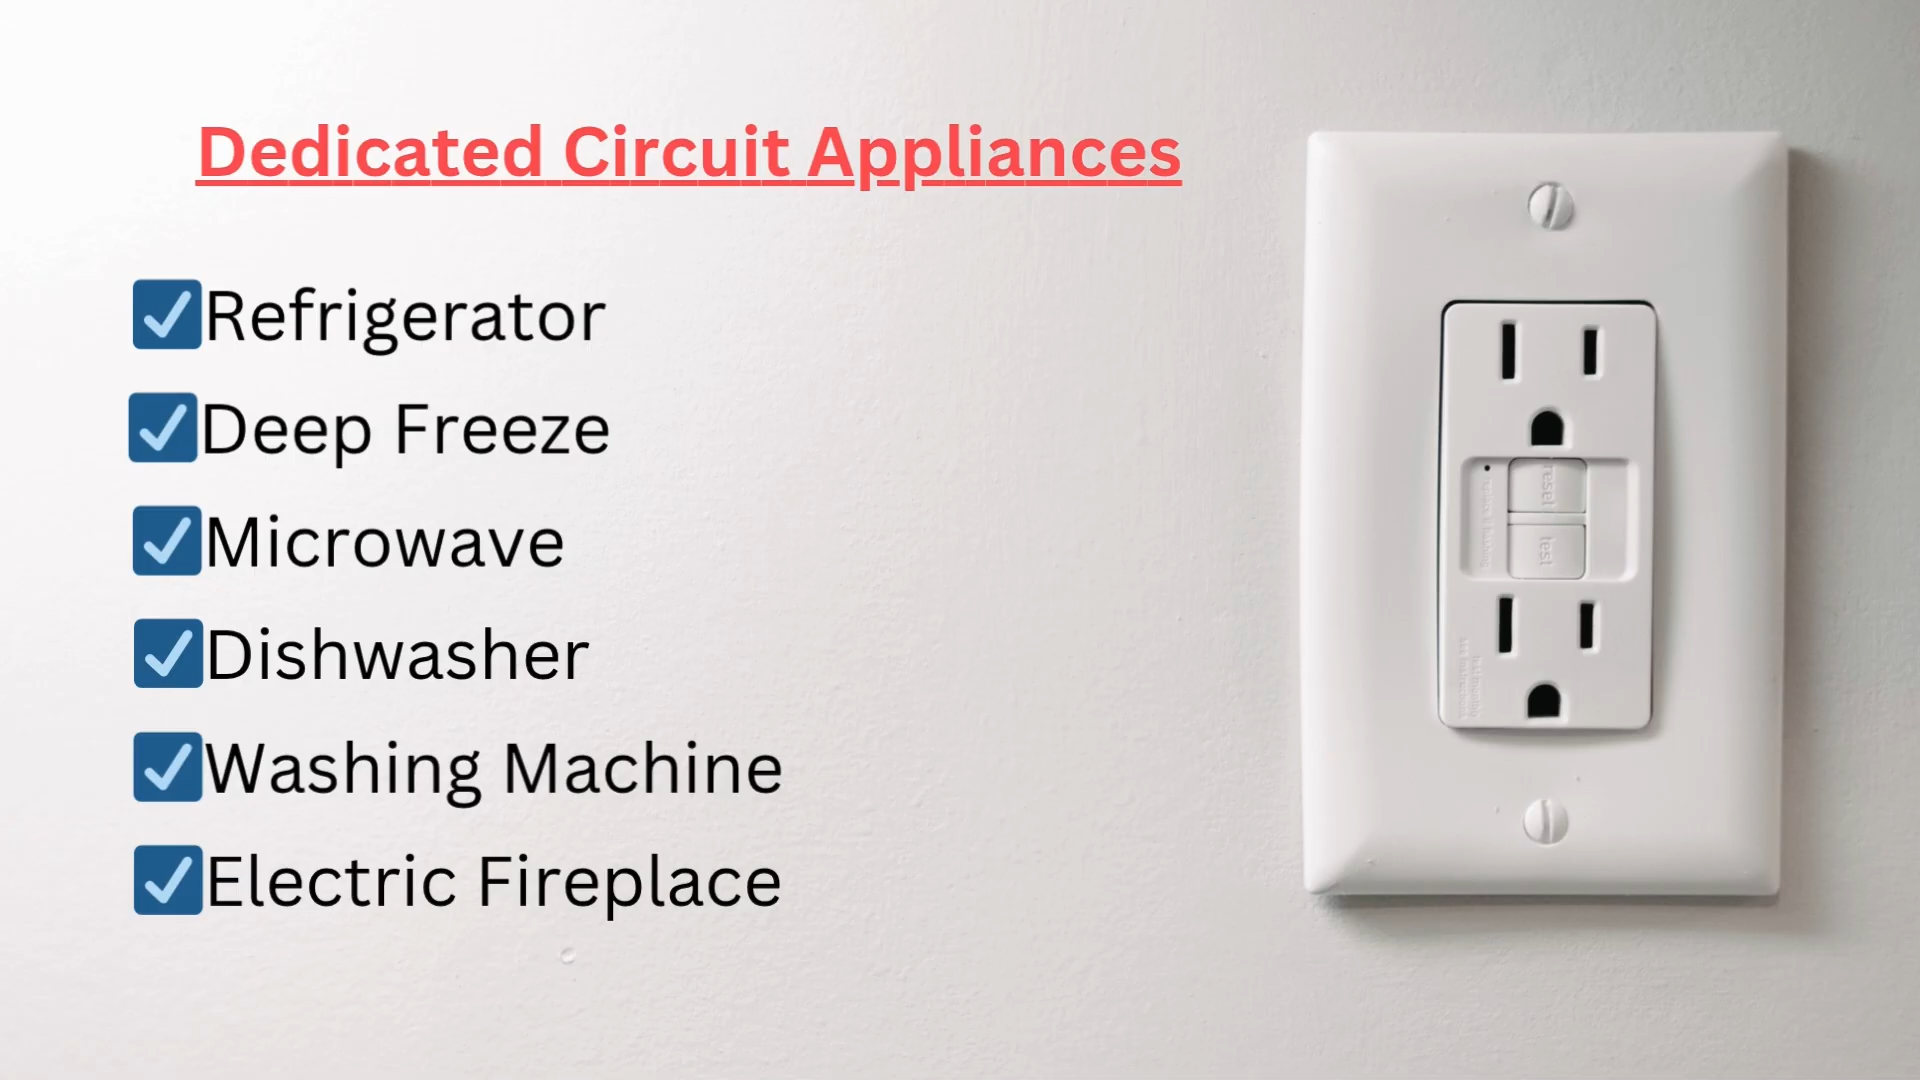 Dedicated Circuit Appliances
Refrigerator
Deep Freeze
Microwave
Dishwasher
Washing Machine
Electric Fireplace
reset
test